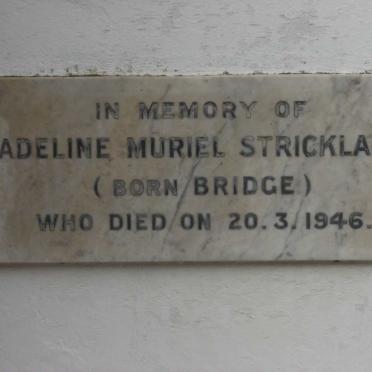 IN MEMORY OF
ADELINE MURIEL STRICKLA
(BORN BRIDGE)
WHO DIED ON 20.3.1946.